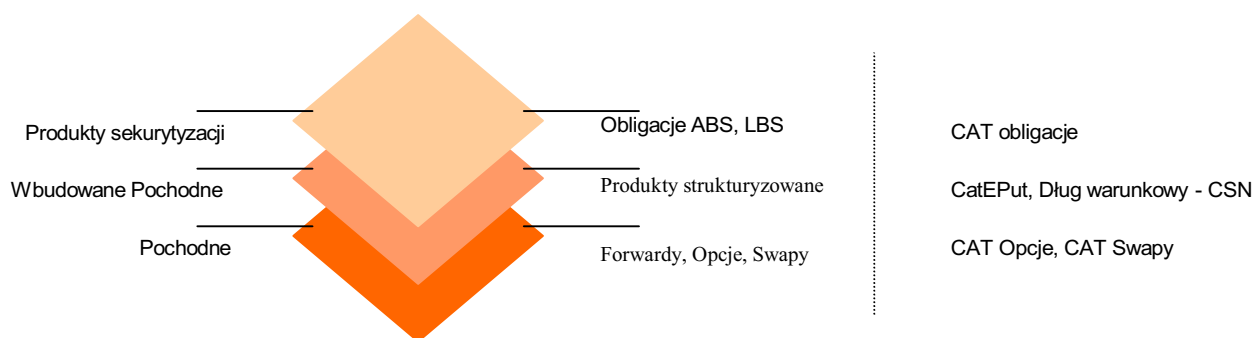 Produkty sekurytyzacji
Obligacje ABS, LBS
CAT obligacje
Wbudowane Pochodne
Produkty strukturyzowane
CatEPut, Dług warunkowy - CSN
Pochodne
Forwardy, Opcje, Swapy
CAT Opcje, CAT Swapy